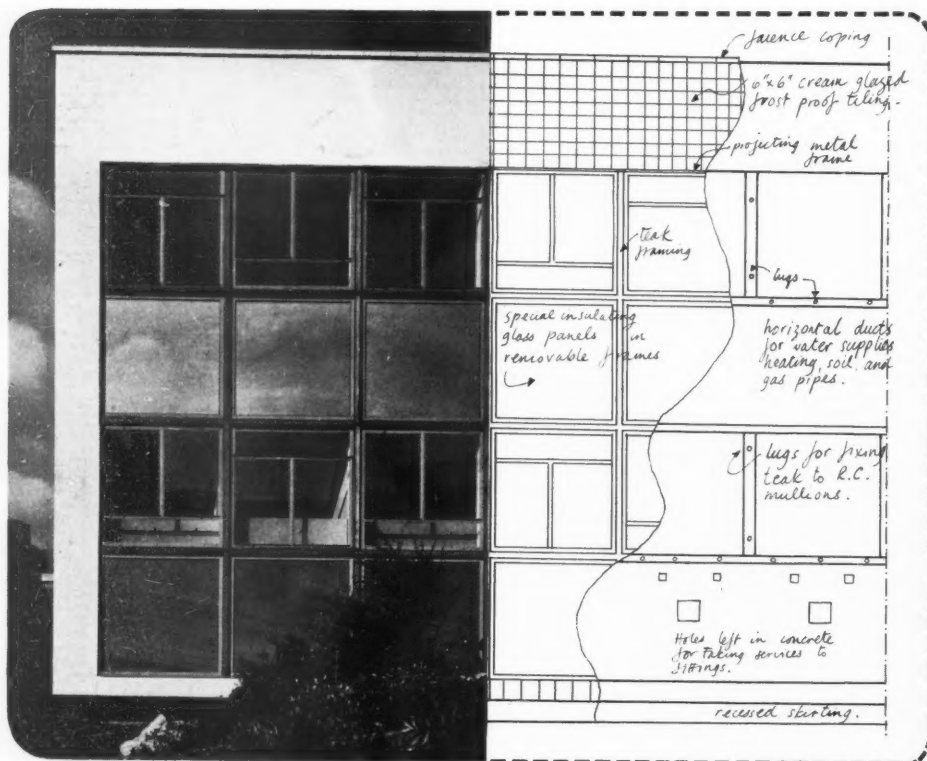 faience coping
6"x6" cream glazed
frost proof tiling.
projecting metal
frame
teak
framing
lugs
special insulating
glass panels in
removable frames
horizontal ducts
for water supplies
heating, soil, and
gas pipes.
lugs for fixing
teak to R.C.
mullions.
Holes left in concrete
for taking services to
fittings.
recessed skirting.